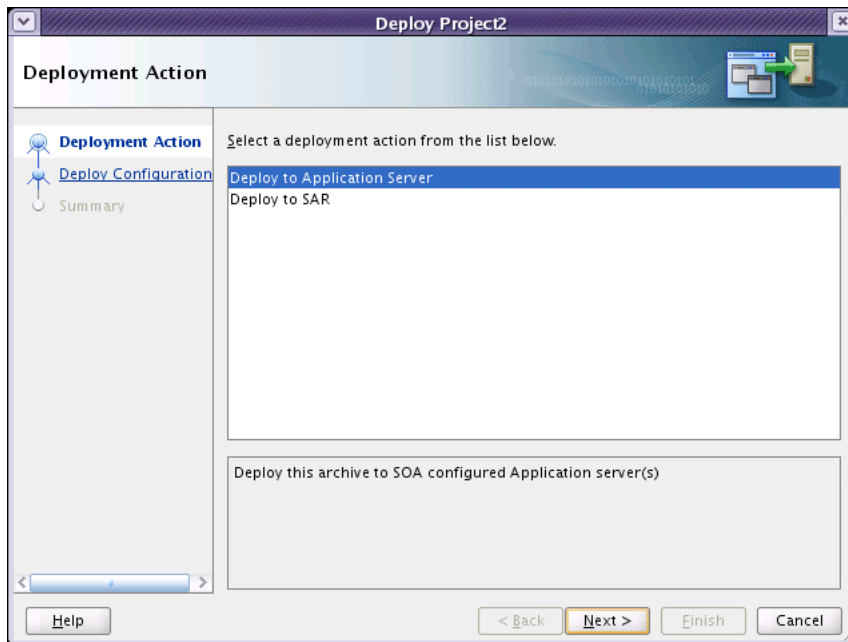 Deploy Project2
Deployment Action
Deployment Action
Deploy Configuration
Summary
Select a deployment action from the list below.
Deploy to Application Server
Deploy to SAR
Deploy this archive to SOA configured Application server(s)
Help
< Back
Next >
Finish
Cancel